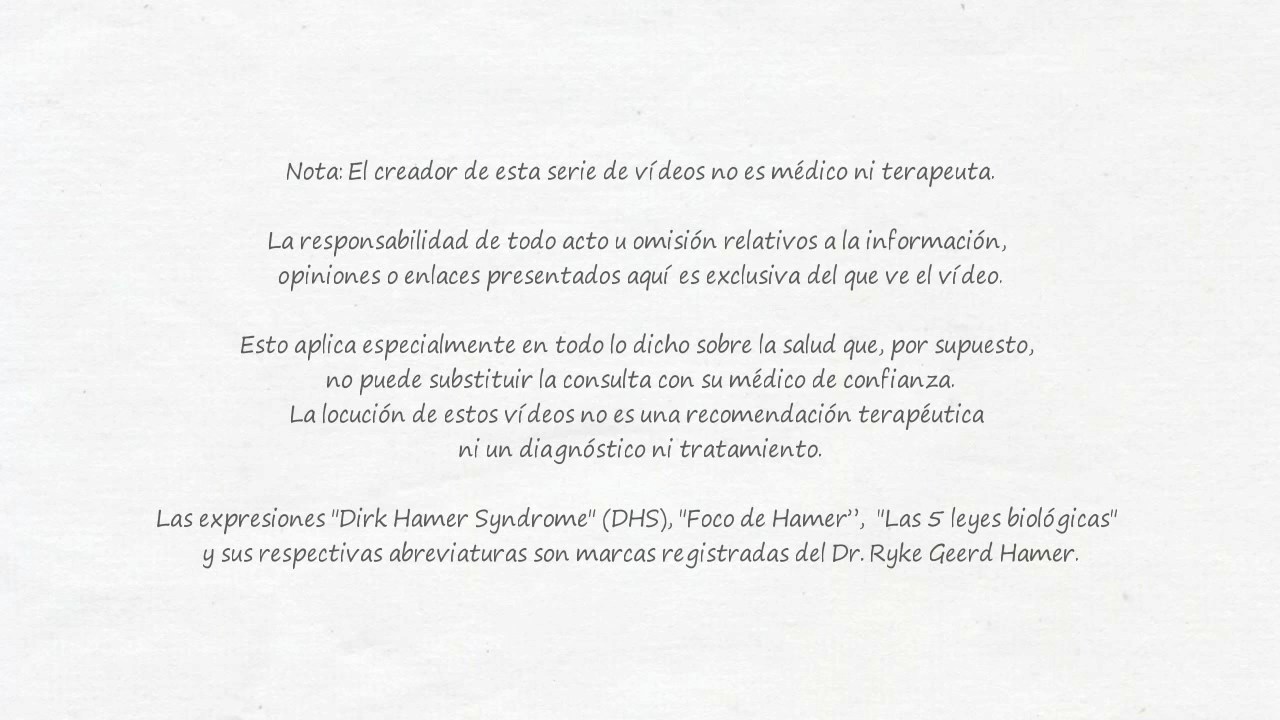 Nota: El creador de esta serie de vídeos no es médico ni terapeuta.
La responsabilidad de todo acto u omisión relativos a la información,
opiniones o enlaces presentados aquí es exclusiva del que ve el vídeo.
Esto aplica especialmente en todo lo dicho sobre la salud que, por supuesto,
no puede substituir la consulta con su médico de confianza.
La locución de estos vídeos no es una recomendación terapéutica
ni un diagnóstico ni tratamiento.
Las expresiones "Dirk Hamer Syndrome" (DHS), "Foco de Hamer”, "Las 5 leyes biológicas"
y sus respectivas abreviaturas son marcas registradas del Dr. Ryke Geerd Hamer.